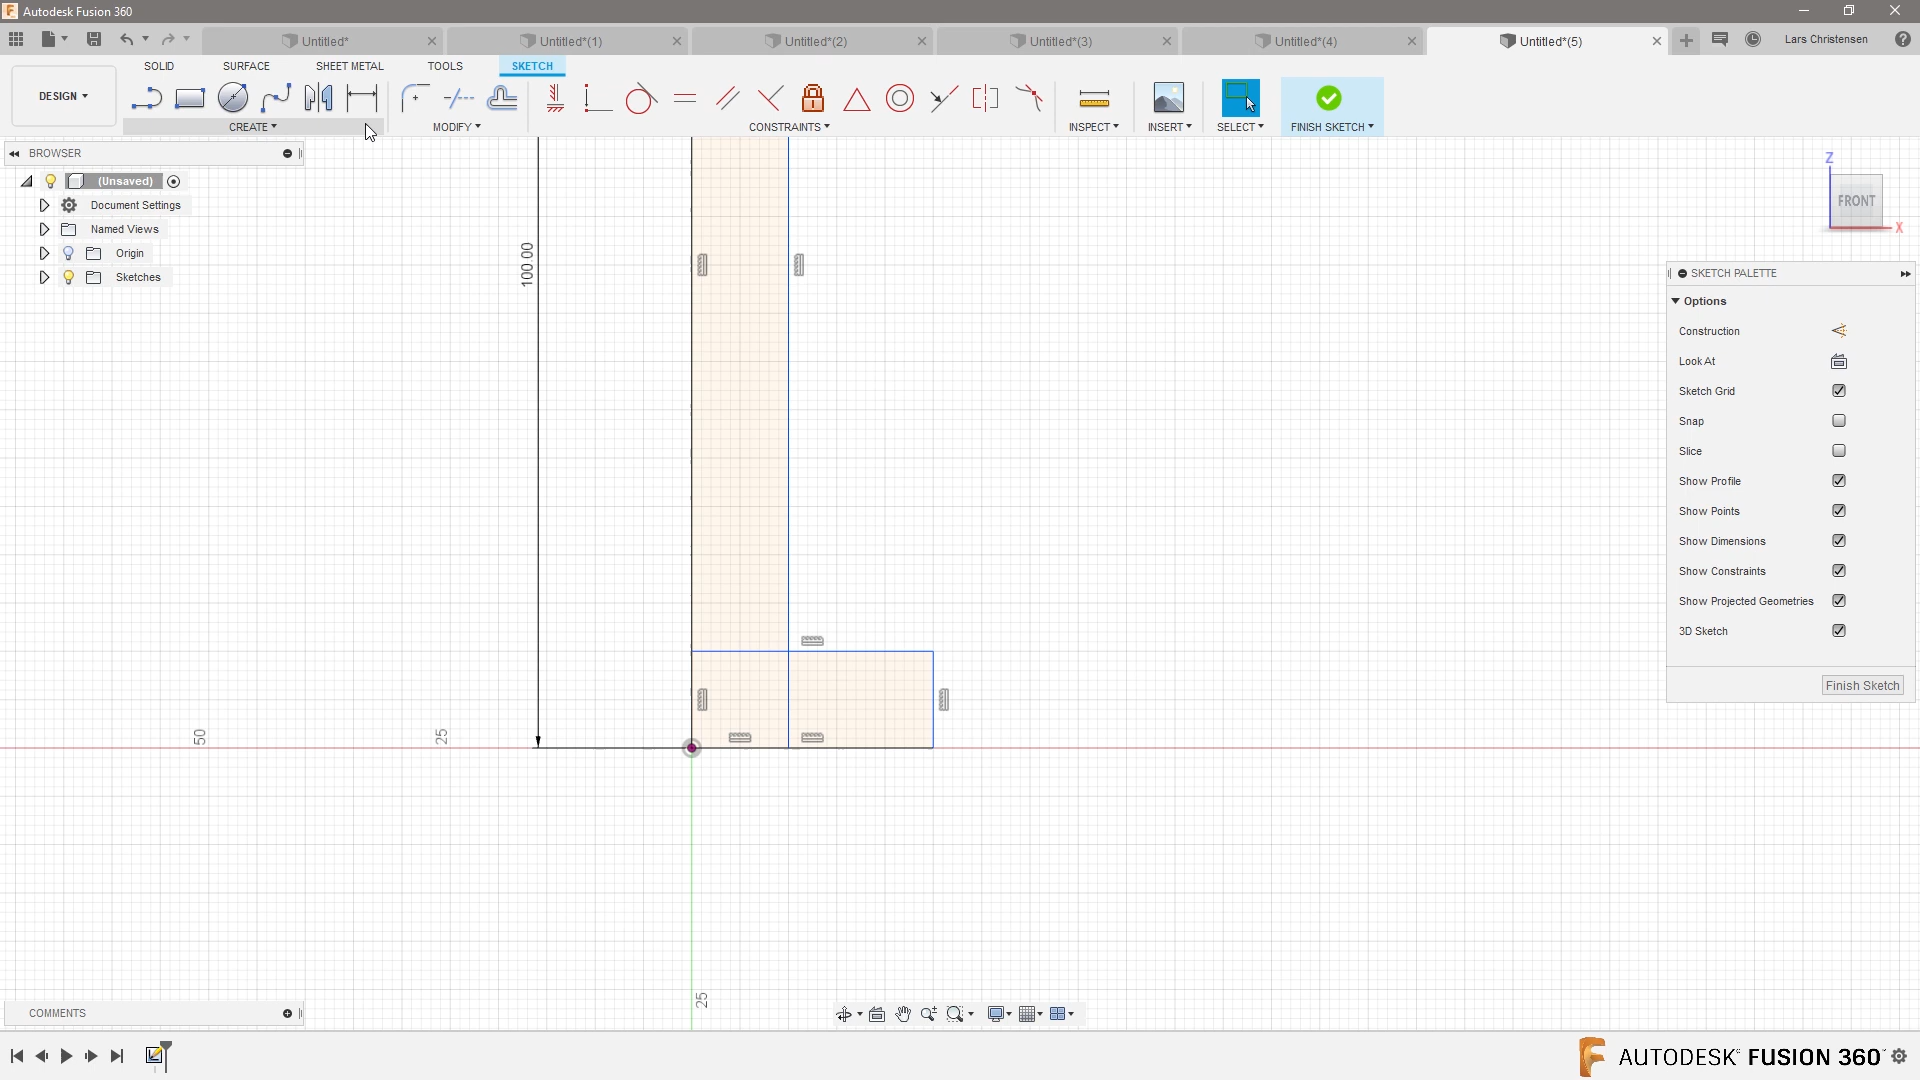 Autodesk Fusion 360
Untitled*
Untitled*(1)
Untitled*(2)
Untitled*(3)
Untitled*(4)
Untitled*(5)
Lars Christensen
DESIGN
SOLID
SURFACE
SHEET METAL
TOOLS
SKETCH
CREATE
MODIFY
CONSTRAINTS
INSPECT
INSERT
SELECT
FINISH SKETCH
BROWSER
(Unsaved)
Document Settings
Named Views
Origin
Sketches
100.00
50
25
25
Z
FRONT
X
SKETCH PALETTE
Options
Construction
Look At
Sketch Grid
Snap
Slice
Show Profile
Show Points
Show Dimensions
Show Constraints
Show Projected Geometries
3D Sketch
Finish Sketch
COMMENTS
AUTODESK FUSION 360